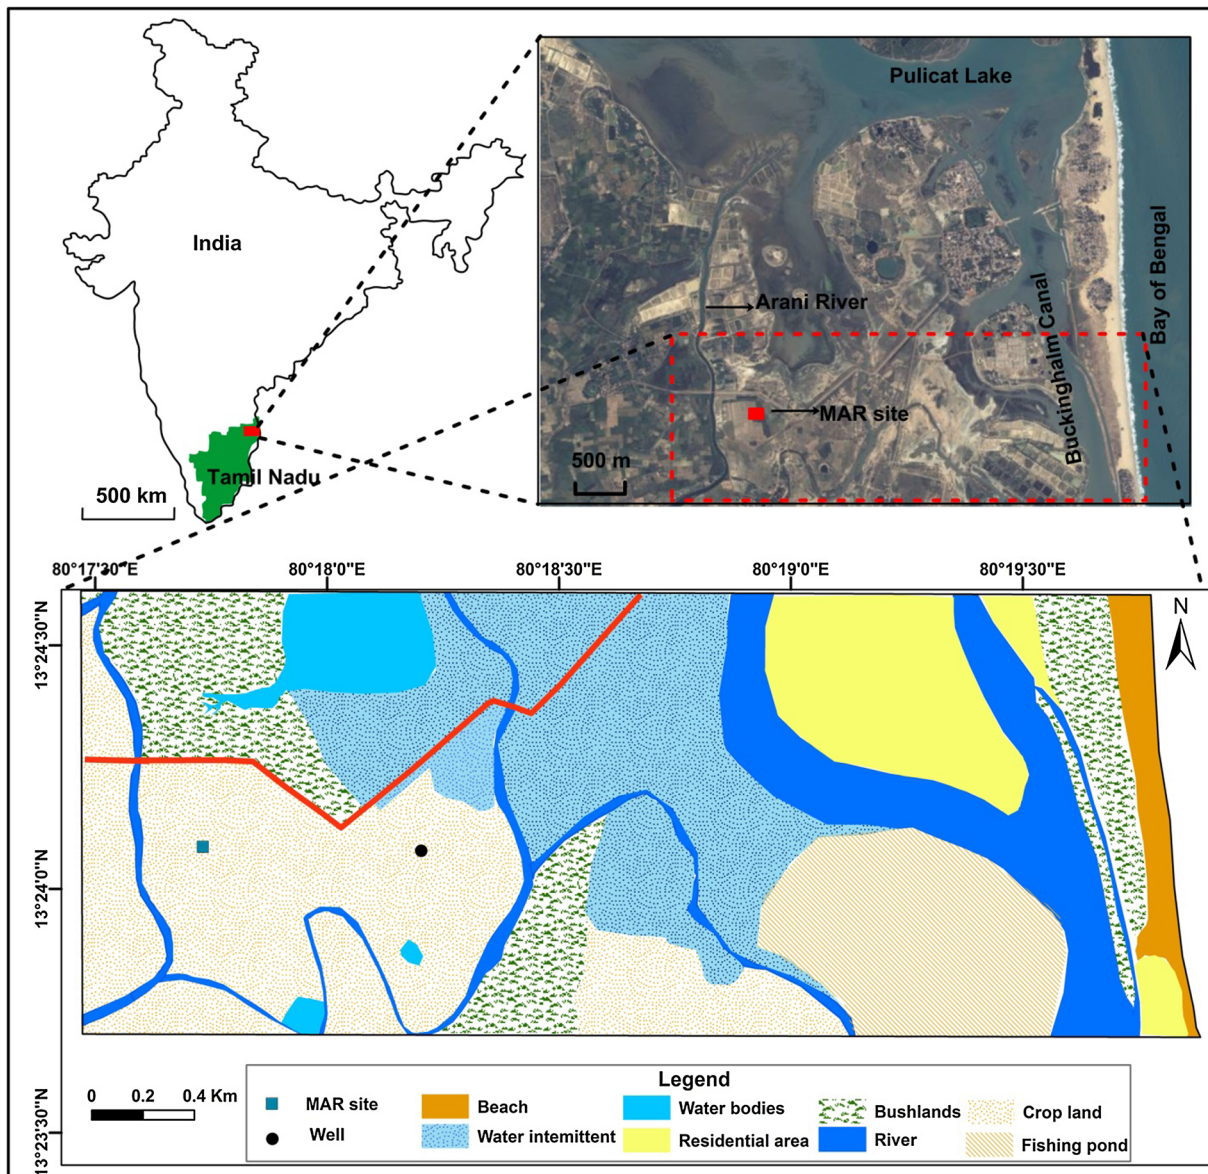 Pulicat Lake
India
Bay of Bengal
Arani River
Buckinghalm Canal
MAR site
500 m
Tamil Nadu
500 km
80°17'30"E
80°18'0"E
80°18'30"E
80°19'0"E
80°19'50"E
13°24'30"N
N
13°24'0"N
13°23'30"N
0 0.2 0.4 Km
Legend
MAR site
Well
Beach
Water intemittent
Water bodies
Residential area
Bushlands
River
Crop land
Fishing pond